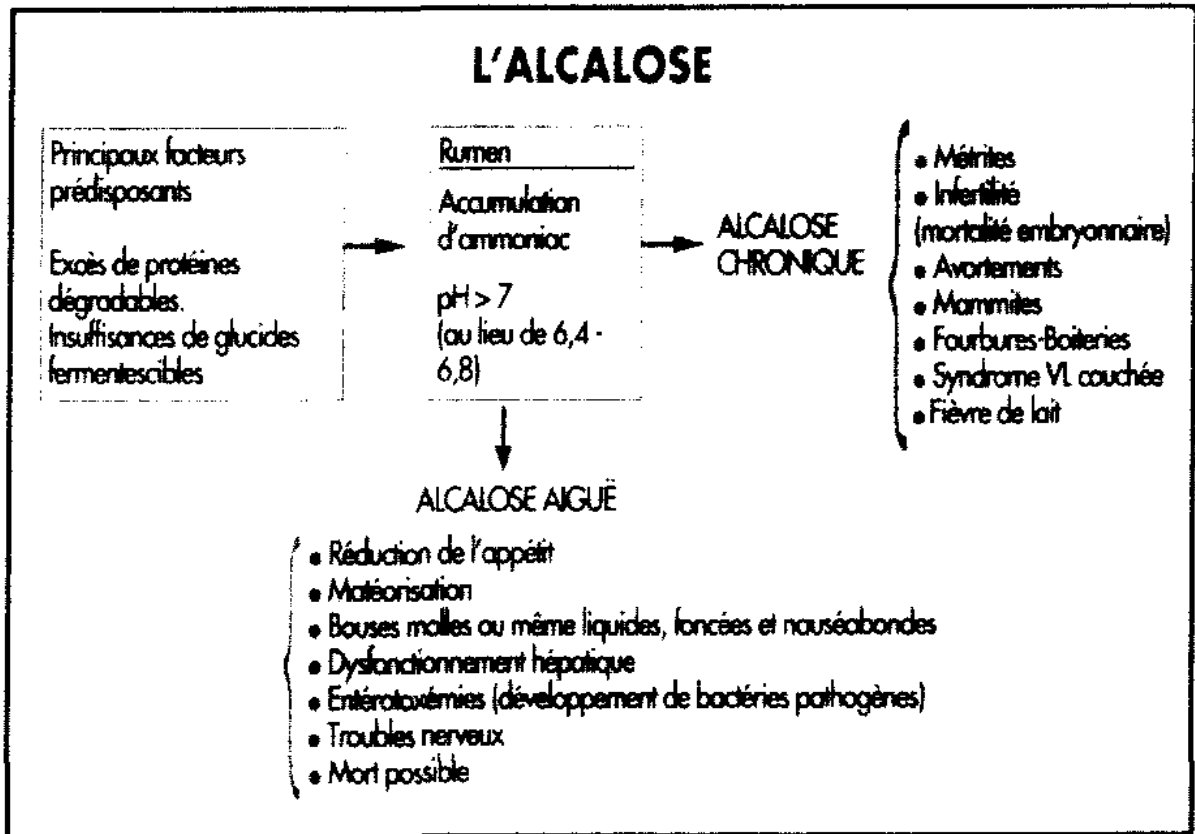 L'ALCALOSE
Principaux facteurs
prédisposants
Excès de protéines
dégradables.
Insuffisances de glucides
fermentescibles
Rumen
Accumulation
d'ammoniac
pH > 7
(au lieu de 6,4 -
6,8)
ALCALOSE
CHRONIQUE
• Métrites
• Infertilité
(mortalité embryonnaire)
• Avortements
• Mammites
• Fourbures-Boiteries
• Syndrome VL couchée
• Fièvre de lait
ALCALOSE AIGUË
• Réduction de l'appétit
• Matéorisation
• Bouses molles ou même liquides, foncées et nauséabondes
• Dysfonctionnement hépatique
• Entérotoxémies (développement de bactéries pathogènes)
• Troubles nerveux
• Mort possible